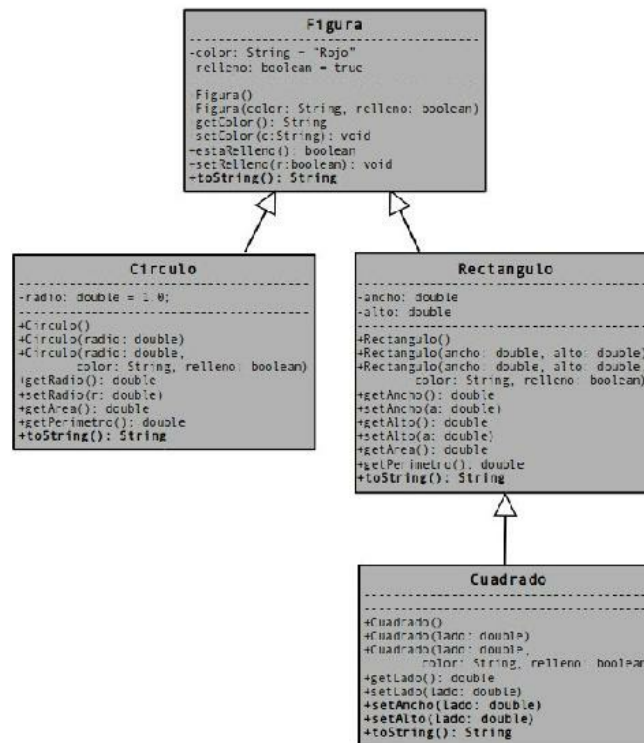 Figura
-color: String = "Rojo"
relleno: boolean = true
Figura()
Figura(color: String, relleno: boolean)
getColor(): String
setColor(c:String): void
+estaRelleno(): boolean
+setRelleno(r:boolean): void
+toString(): String
Circulo
-radio: double = 1.0;
+Circulo()
+Circulo(radio: double)
+Circulo(radio: double,
color: String, relleno: boolean)
+getRadio(): double
+setRadio(r: double)
+getArea(): double
+getPerimetro(): double
+toString(): String
Rectangulo
-ancho: double
-alto: double
+Rectangulo()
+Rectangulo(ancho: double, alto: double)
+Rectangulo(ancho: double, alto: double,
color: String, relleno: boolean)
+getAncho(): double
+setAncho(a: double)
+getAlto(): double
+setAlto(a: double)
+getArea(): double
+getPerimetro(): double
+toString(): String
Cuadrado
+Cuadrado()
+Cuadrado(lado: double)
+Cuadrado(lado: double,
color: String, relleno: boolean
+getLado(): double
+setLado(lado: double)
+setAncho(lado: double)
+setAlto(lado: double)
+toString(): String